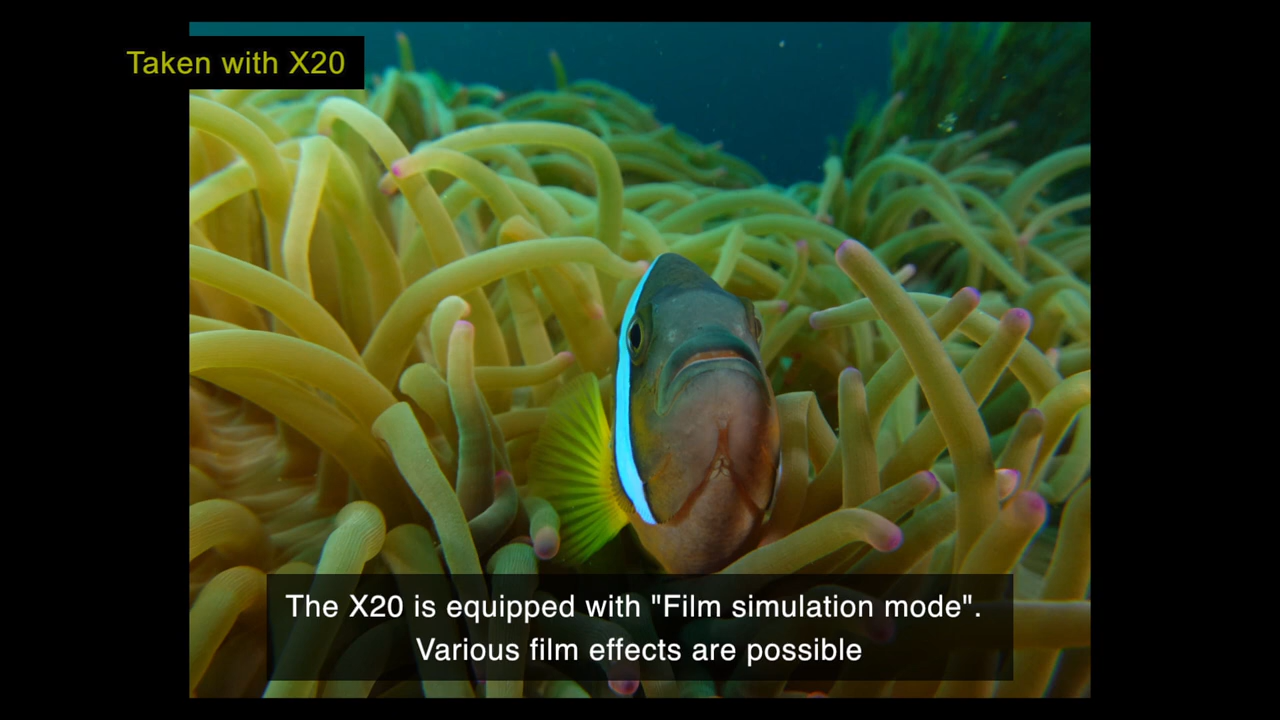 Taken with X20
The X20 is equipped with "Film simulation mode".
Various film effects are possible